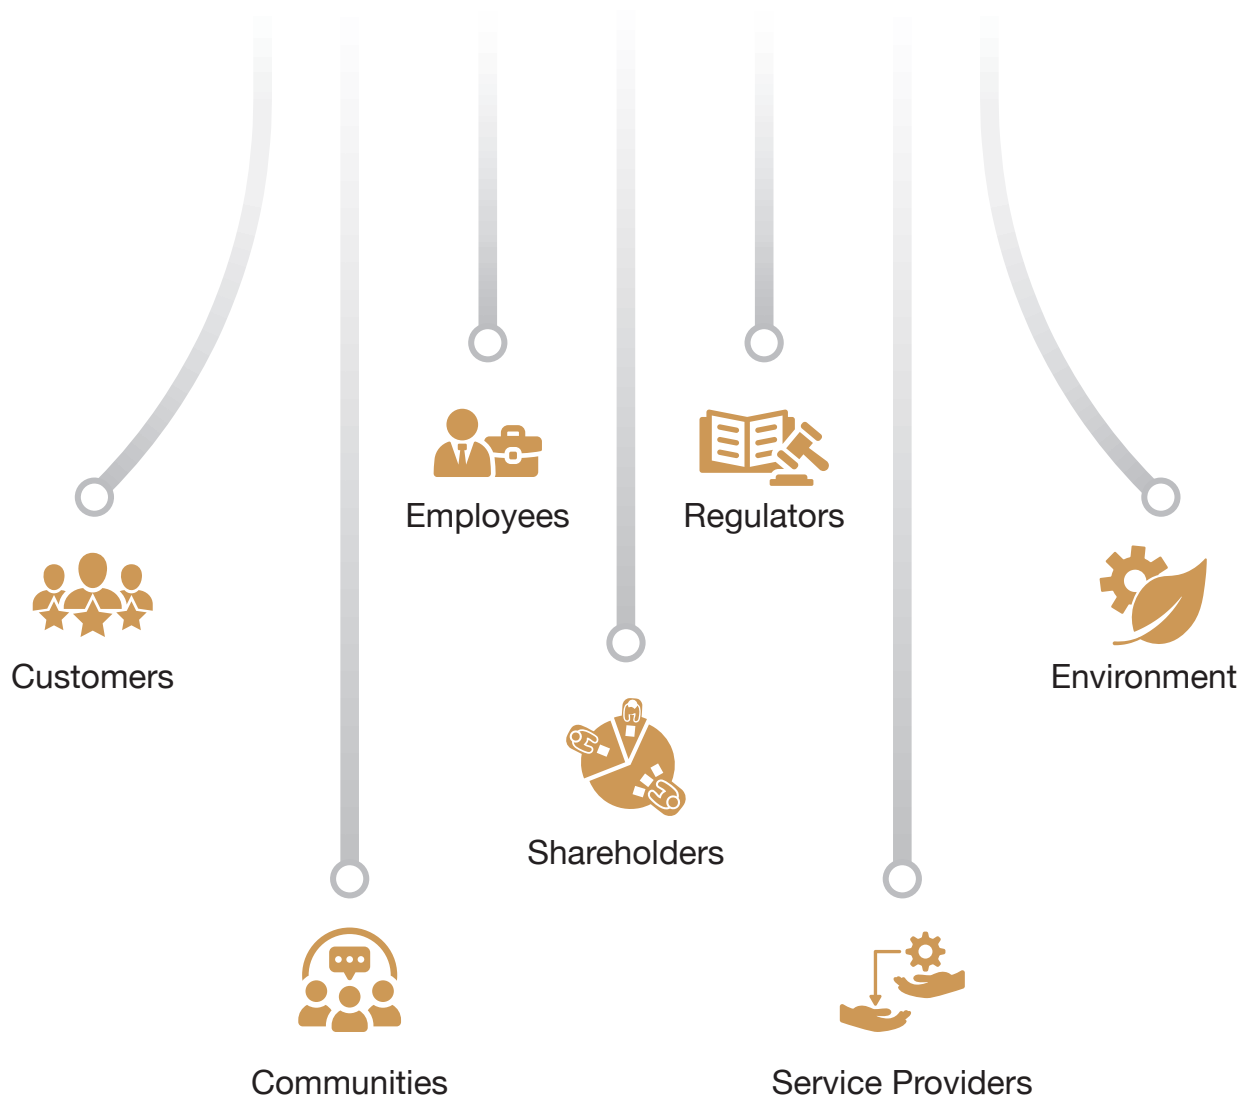 Employees
Regulators
Customers
Environment
Shareholders
Communities
Service Providers